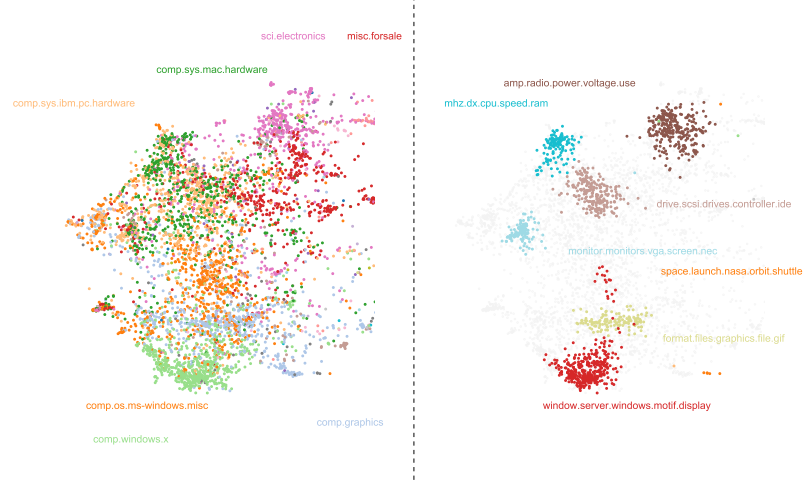 sci.electronics
misc.forsale
comp.sys.mac.hardware
comp.sys.ibm.pc.hardware
comp.os.ms-windows.misc
comp.graphics
comp.windows.x
amp.radio.power.voltage.use
mhz.dx.cpu.speed.ram
drive.scsi.drives.controller.ide
monitor.monitors.vga.screen.nec
space.launch.nasa.orbit.shuttle
format.files.graphics.file.gif
window.server.windows.motif.display